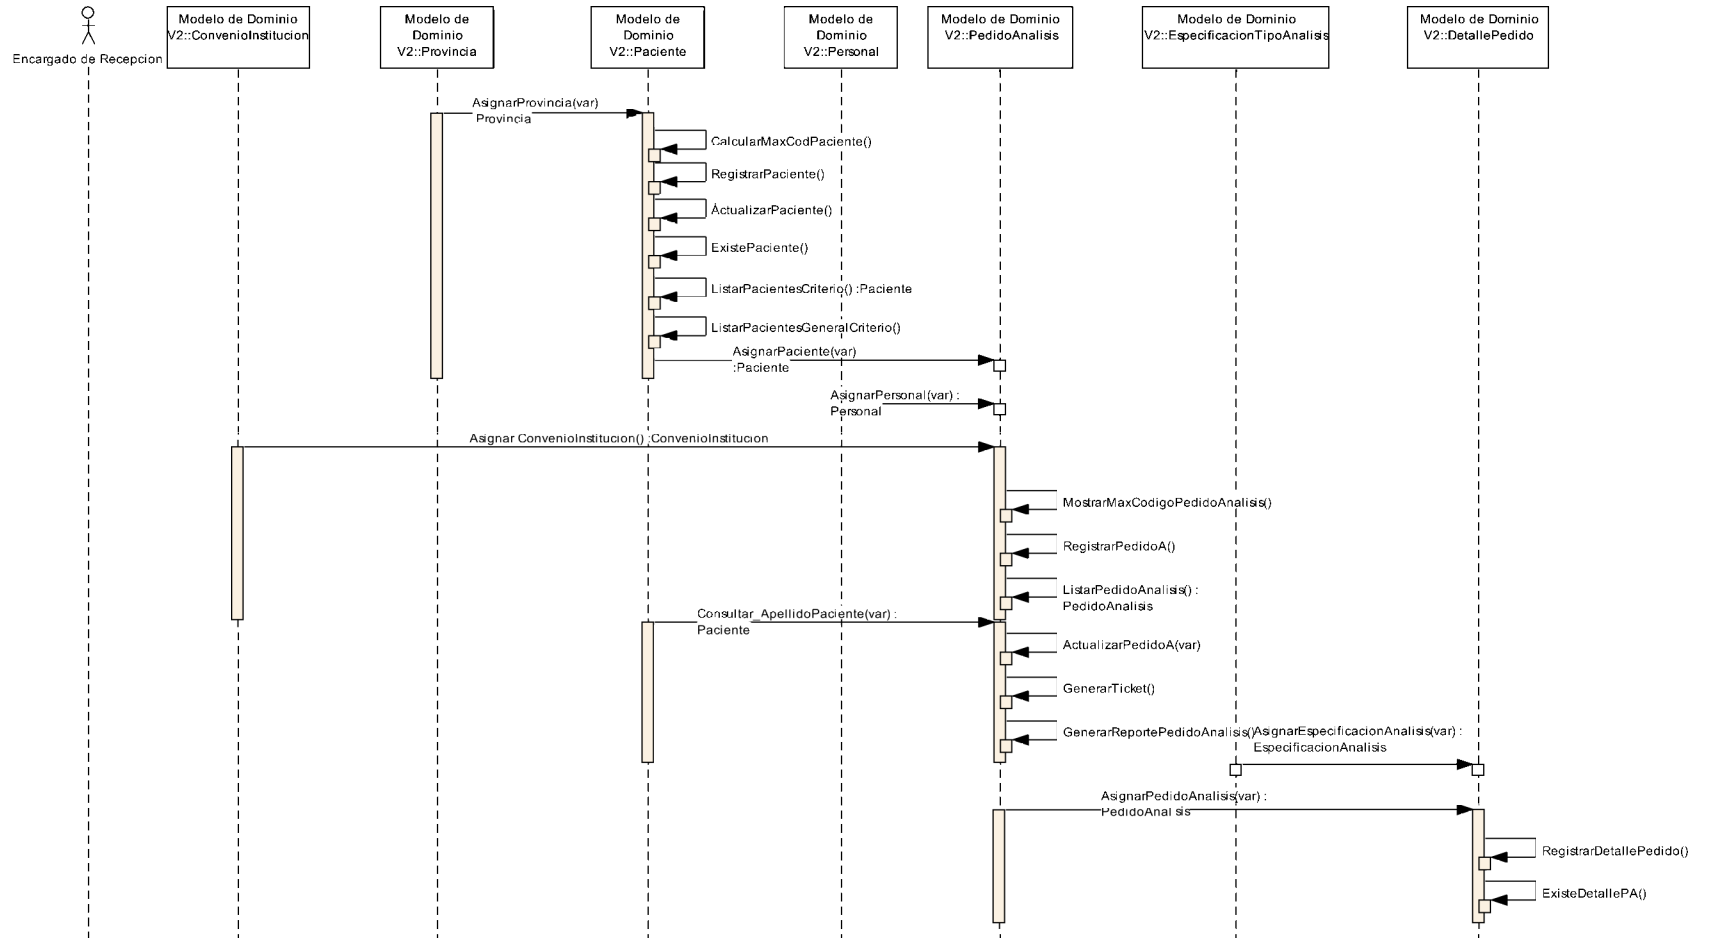 Encargado de Recepcion
Modelo de Dominio
V2::ConvenioInstitucion
Modelo de
Dominio
V2::Provincia
Modelo de
Dominio
V2::Paciente
Modelo de
Dominio
V2::Personal
Modelo de Dominio
V2::PedidoAnalisis
Modelo de Dominio
V2::EspecificacionTipoAnalisis
Modelo de Dominio
V2::DetallePedido
AsignarProvincia(var)
Provincia
CalcularMaxCodPaciente()
RegistrarPaciente()
ActualizarPaciente()
ExistePaciente()
ListarPacientesCriterio() :Paciente
ListarPacientesGeneralCriterio()
AsignarPaciente(var)
:Paciente
AsignarPersonal(var) :
Personal
Asignar ConvenioInstitucion() :ConvenioInstitucion
MostrarMaxCodigoPedidoAnalisis()
RegistrarPedidoA()
ListarPedidoAnalisis() :
PedidoAnalisis
Consultar_ApellidoPaciente(var) :
Paciente
ActualizarPedidoA(var)
GenerarTicket()
GenerarReportePedidoAnalisis()
AsignarEspecificacionAnalisis(var) :
EspecificacionAnalisis
AsignarPedidoAnalisis(var) :
PedidoAnalisis
RegistrarDetallePedido()
ExisteDetallePA()